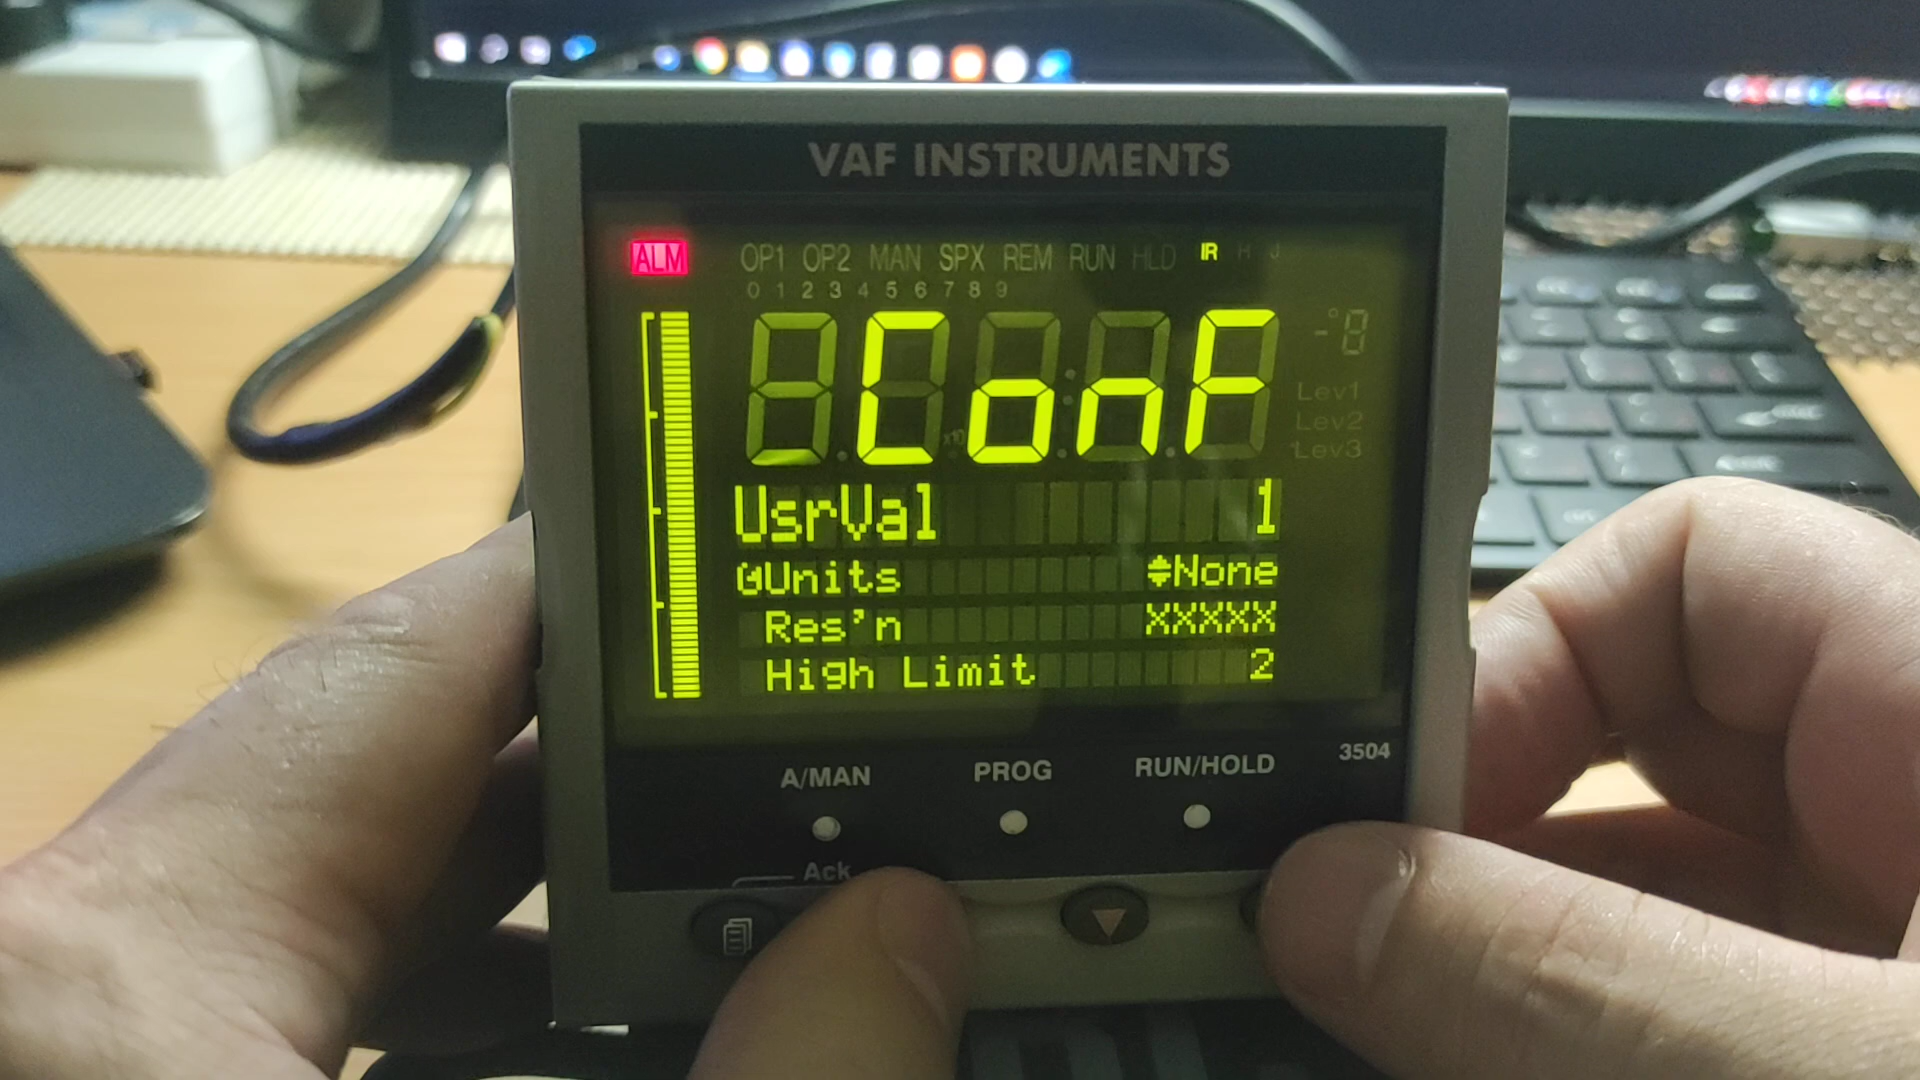 VAF INSTRUMENTS
ALM OP1 OP2 MAN SPX REM RUN HLD IR H J
0 1 2 3 4 5 6 7 8 9
ConF
Lev1
Lev2
Lev3
x10
UsrVal 1
Units None
Res'n XXXXX
High Limit 2
3504
A/MAN PROG RUN/HOLD
Ack